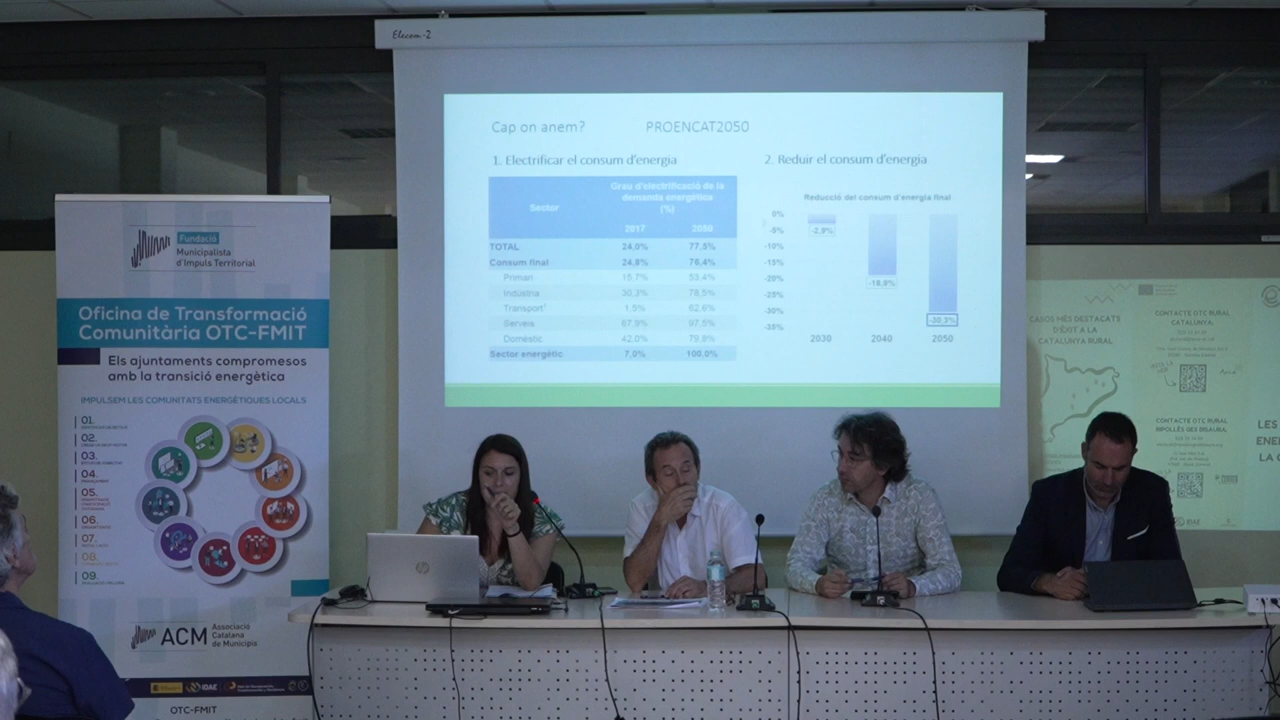 Elecom-2
Cap on anem?
PROENCAT2050
1. Electrificar el consum d'energia
2. Reduir el consum d'energia
Sector
Grau d'electrificació de la
demanda energètica
(%)
2017 2050
TOTAL 24,0% 77,5%
Consum final 24,8% 76,4%
Primari 16,7% 53,4%
Indústria 30,3% 78,5%
Transport 1,5% 62,6%
Serveis 67,9% 97,5%
Domèstic 42,0% 79,8%
Sector energètic 7,0% 100,0%
Reducció del consum d'energia final
0%
-5%
-10%
-15%
-20%
-25%
-30%
-35%
-2,9%
-18,9%
-30,3%
2030 2040 2050
Fundació
Municipalista
d'Impuls Territorial
Oficina de Transformació
Comunitària OTC-FMIT
Els ajuntaments compromesos
amb la transició energètica
IMPULSEM LES COMUNITATS ENERGÈTIQUES LOCALS
01.
02.
03.
04.
05.
06.
07.
08.
09.
ACM
Associació
Catalana
de Municipis
IDAE
OTC-FMIT
CASOS MÉS DESTACATS
D'ÈXIT A LA
CATALUNYA RURAL
CONTACTE OTC RURAL
CATALUNYA:
CONTACTE OTC RURAL
RIPOLLÈS GES BISAURA:
LES
ENE
LA C
IDAE
hp